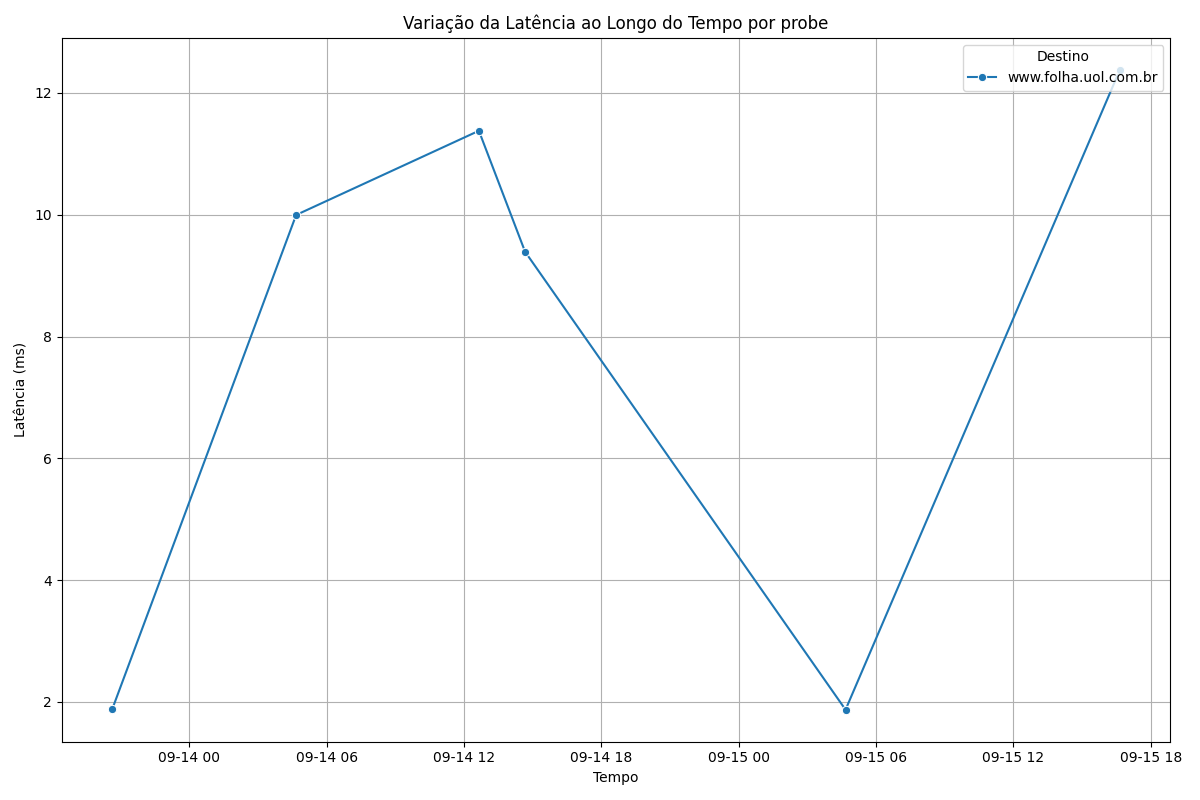 Variação da Latência ao Longo do Tempo por probe
Destino
www.folha.uol.com.br
Latência (ms)
12
10
8
6
4
2
09-14 00
09-14 06
09-14 12
09-14 18
09-15 00
09-15 06
09-15 12
09-15 18
Tempo